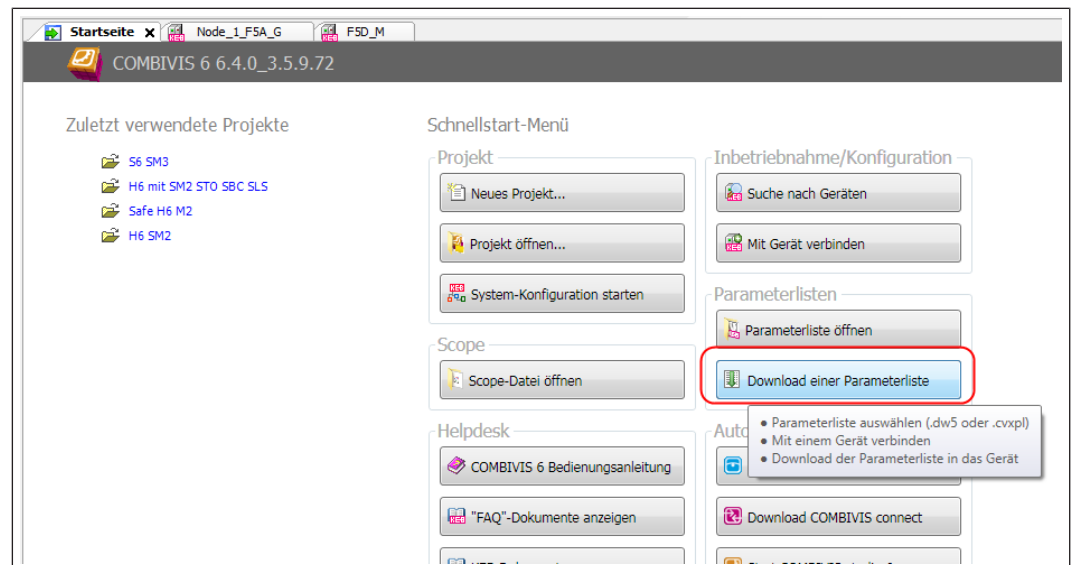 Startseite x Node_1_F5A_G F5D_M
COMBIVIS 6 6.4.0_3.5.9.72
Zuletzt verwendete Projekte
S6 SM3
H6 mit SM2 STO SBC SLS
Safe H6 M2
H6 SM2
Schnellstart-Menü
Projekt
Neues Projekt...
Projekt öffnen...
System-Konfiguration starten
Scope
Scope-Datei öffnen
Helpdesk
COMBIVIS 6 Bedienungsanleitung
"FAQ"-Dokumente anzeigen
Inbetriebnahme/Konfiguration
Suche nach Geräten
Mit Gerät verbinden
Parameterlisten
Parameterliste öffnen
Download einer Parameterliste
• Parameterliste auswählen (.dw5 oder .cvxpl)
• Mit einem Gerät verbinden
• Download der Parameterliste in das Gerät
Download COMBIVIS connect